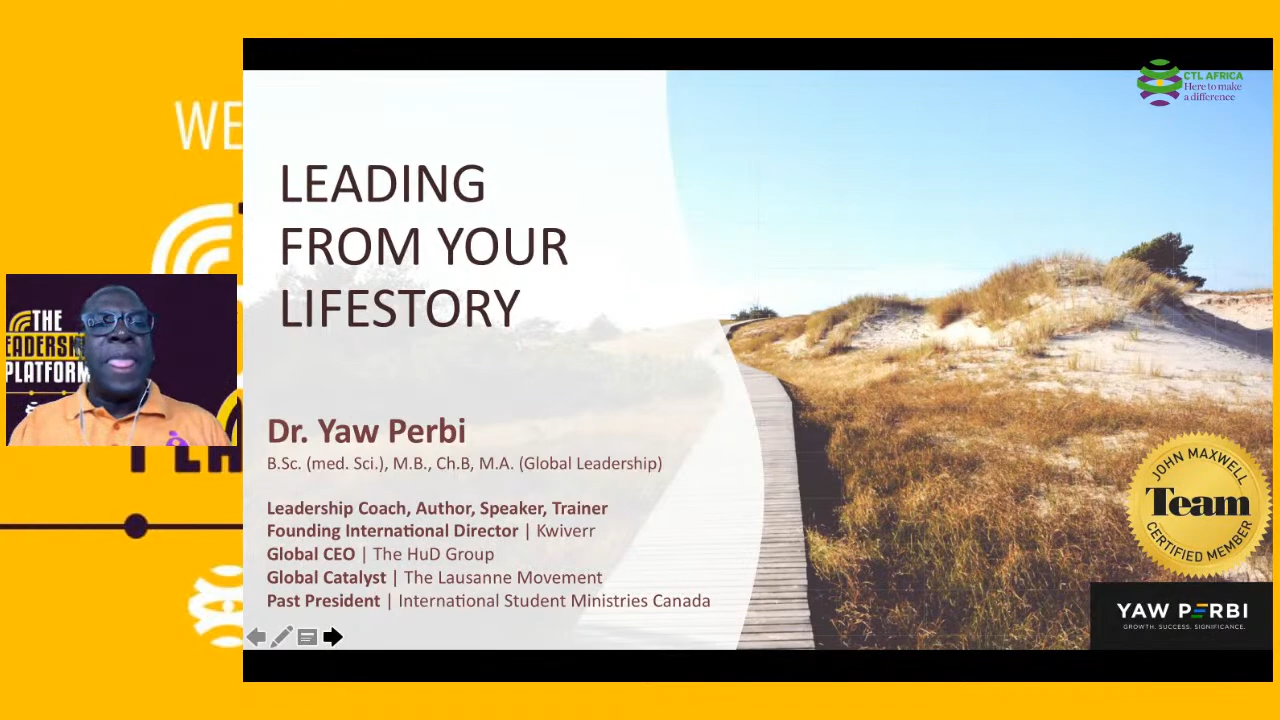 WE
THE
EADERSH
PLATFORM
CTL AFRICA
Here to make
a difference
LEADING
FROM YOUR
LIFESTORY
Dr. Yaw Perbi
B.Sc. (med. Sci.), M.B., Ch.B, M.A. (Global Leadership)
Leadership Coach, Author, Speaker, Trainer
Founding International Director | Kwiverr
Global CEO | The HuD Group
Global Catalyst | The Lausanne Movement
Past President | International Student Ministries Canada
JOHN MAXWELL
Team
CERTIFIED MEMBER
YAW PERBI
GROWTH. SUCCESS. SIGNIFICANCE.